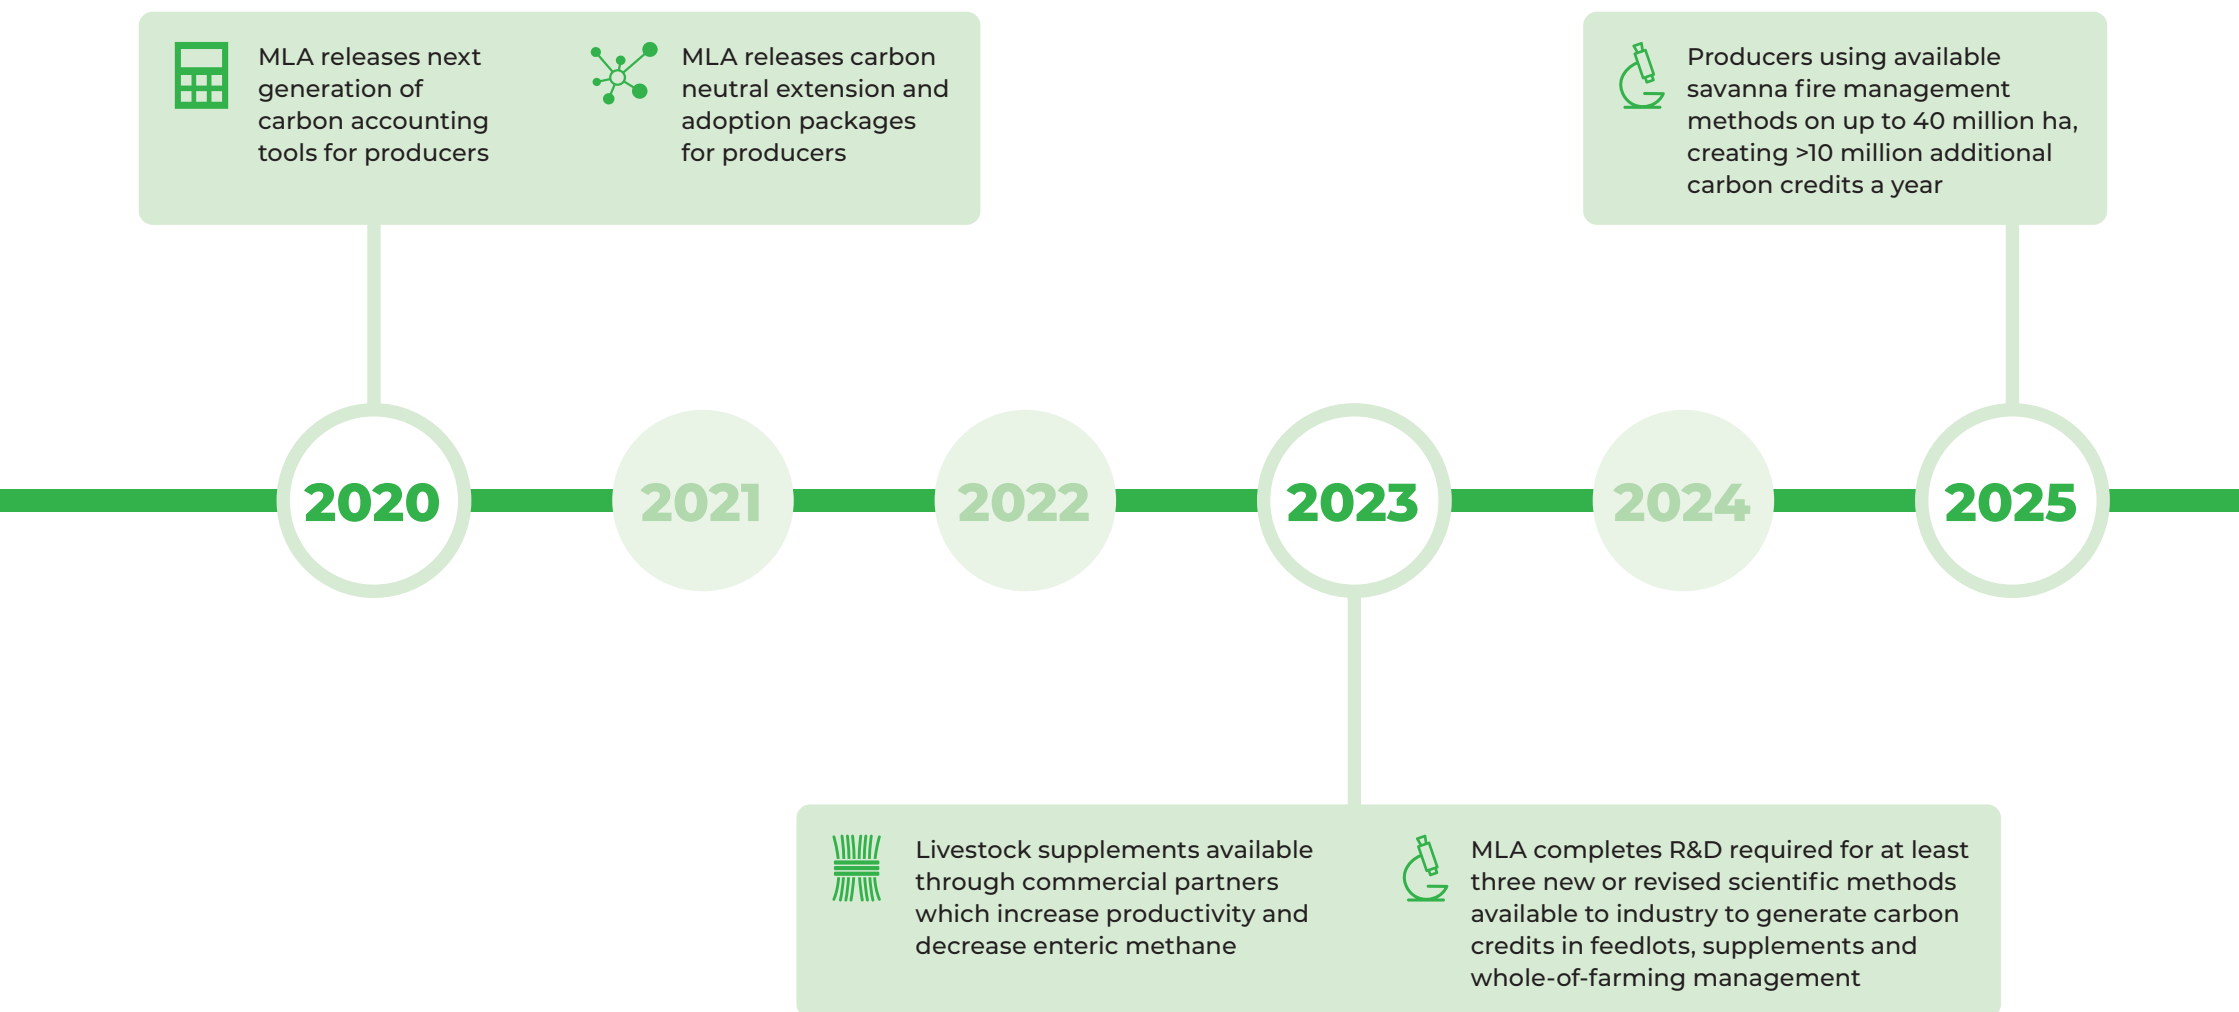 MLA releases next
generation of
carbon accounting
tools for producers
MLA releases carbon
neutral extension and
adoption packages
for producers
Producers using available
savanna fire management
methods on up to 40 million ha,
creating >10 million additional
carbon credits a year
2020
2021
2022
2023
2024
2025
Livestock supplements available
through commercial partners
which increase productivity and
decrease enteric methane
MLA completes R&D required for at least
three new or revised scientific methods
available to industry to generate carbon
credits in feedlots, supplements and
whole-of-farming management